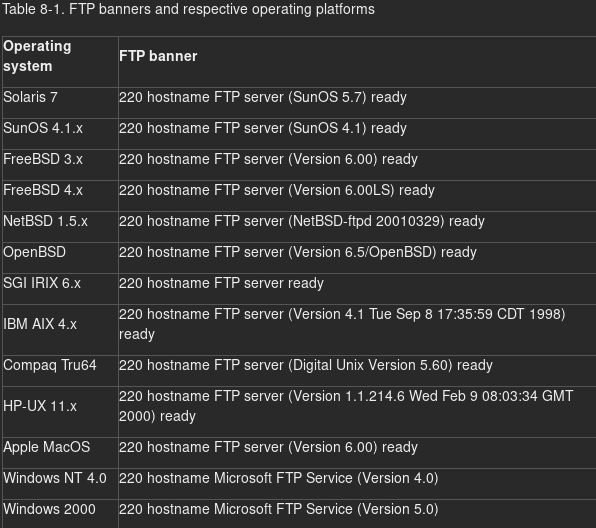 Table 8-1. FTP banners and respective operating platforms
Operating
system
FTP banner
Solaris 7 220 hostname FTP server (SunOS 5.7) ready
SunOS 4.1.x 220 hostname FTP server (SunOS 4.1) ready
FreeBSD 3.x 220 hostname FTP server (Version 6.00) ready
FreeBSD 4.x 220 hostname FTP server (Version 6.00LS) ready
NetBSD 1.5.x 220 hostname FTP server (NetBSD-ftpd 20010329) ready
OpenBSD 220 hostname FTP server (Version 6.5/OpenBSD) ready
SGI IRIX 6.x 220 hostname FTP server ready
IBM AIX 4.x 220 hostname FTP server (Version 4.1 Tue Sep 8 17:35:59 CDT 1998)
ready
Compaq Tru64 220 hostname FTP server (Digital Unix Version 5.60) ready
HP-UX 11.x 220 hostname FTP server (Version 1.1.214.6 Wed Feb 9 08:03:34 GMT
2000) ready
Apple MacOS 220 hostname FTP server (Version 6.00) ready
Windows NT 4.0 220 hostname Microsoft FTP Service (Version 4.0)
Windows 2000 220 hostname Microsoft FTP Service (Version 5.0)